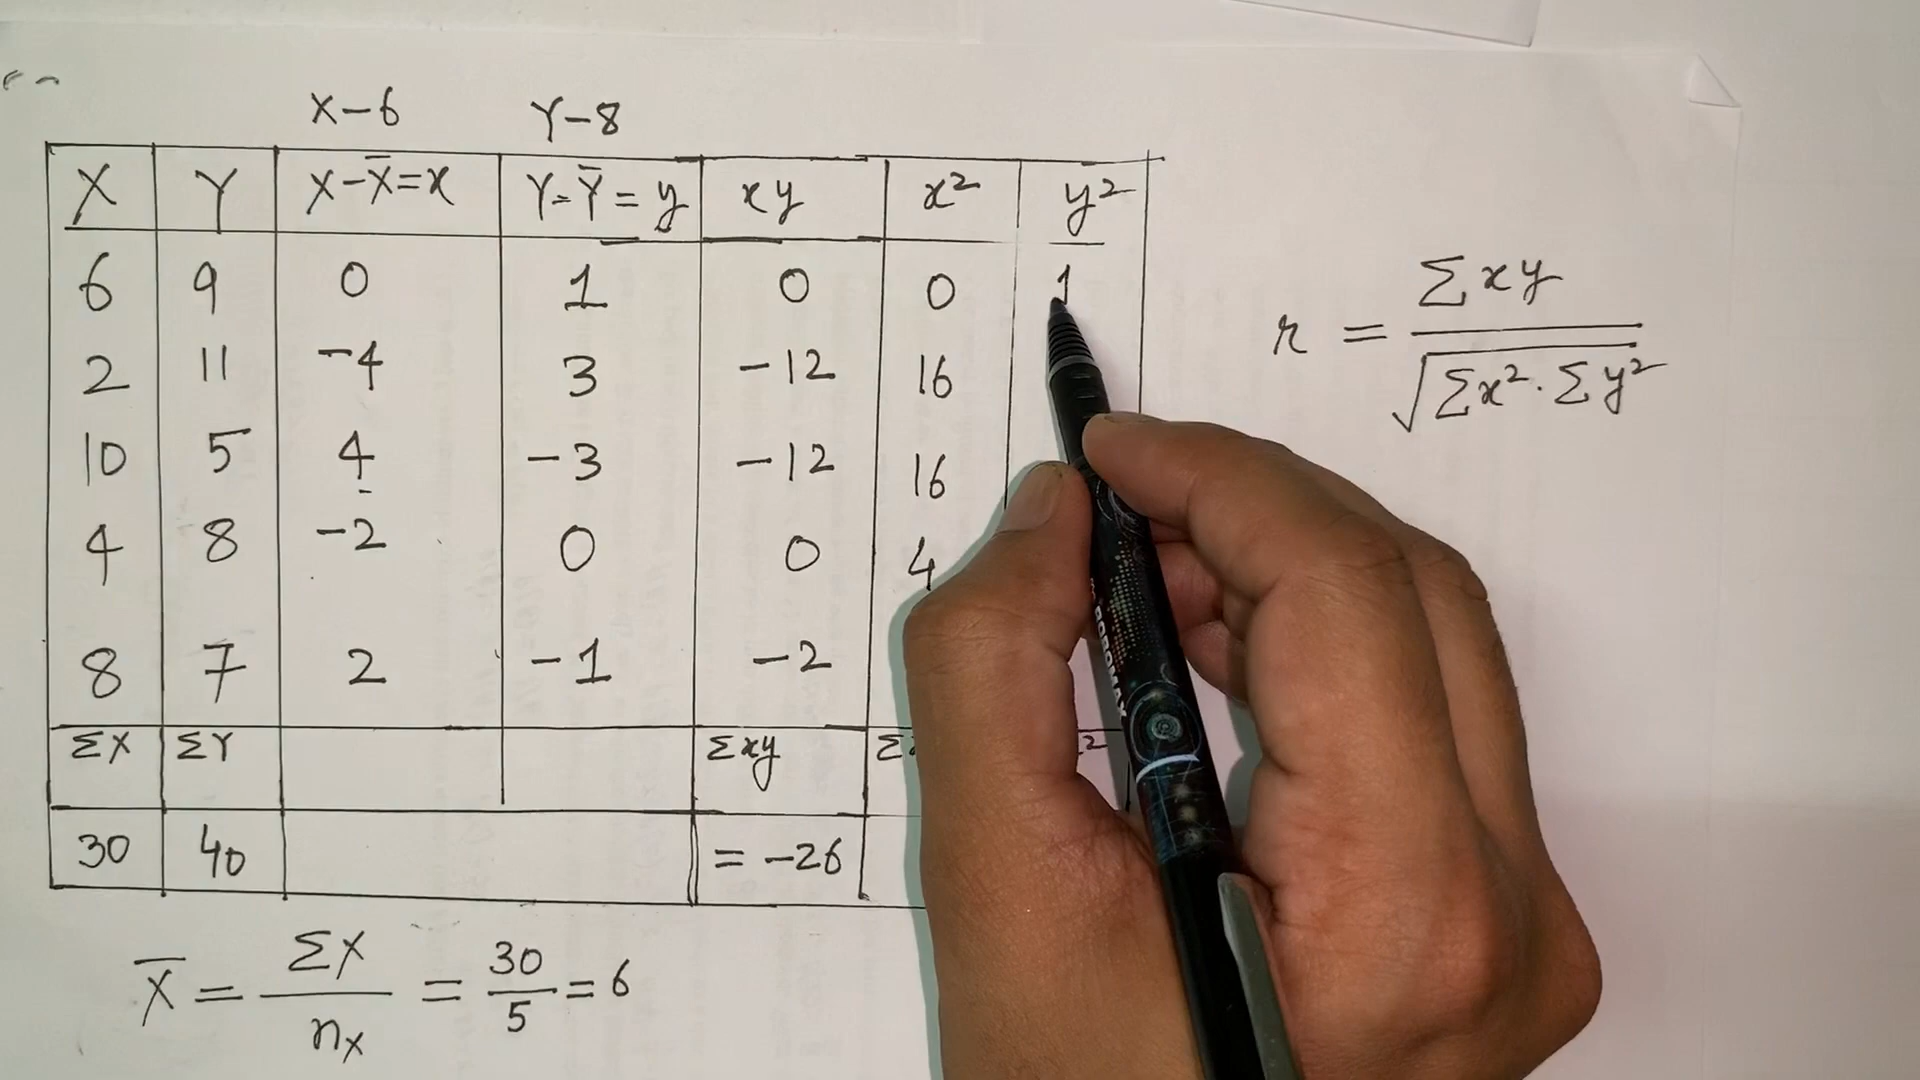 X-6 Y-8
X Y X-X̄=x Y-Ȳ=y xy x² y²
6 9 0 1 0 0 1
2 11 -4 3 -12 16
10 5 4 -3 -12 16
4 8 -2 0 0 4
8 7 2 -1 -2
ΣX ΣY Σxy
30 40 = -26
X̄ = ΣX/nx = 30/5 = 6
r = Σxy/√Σx².Σy²